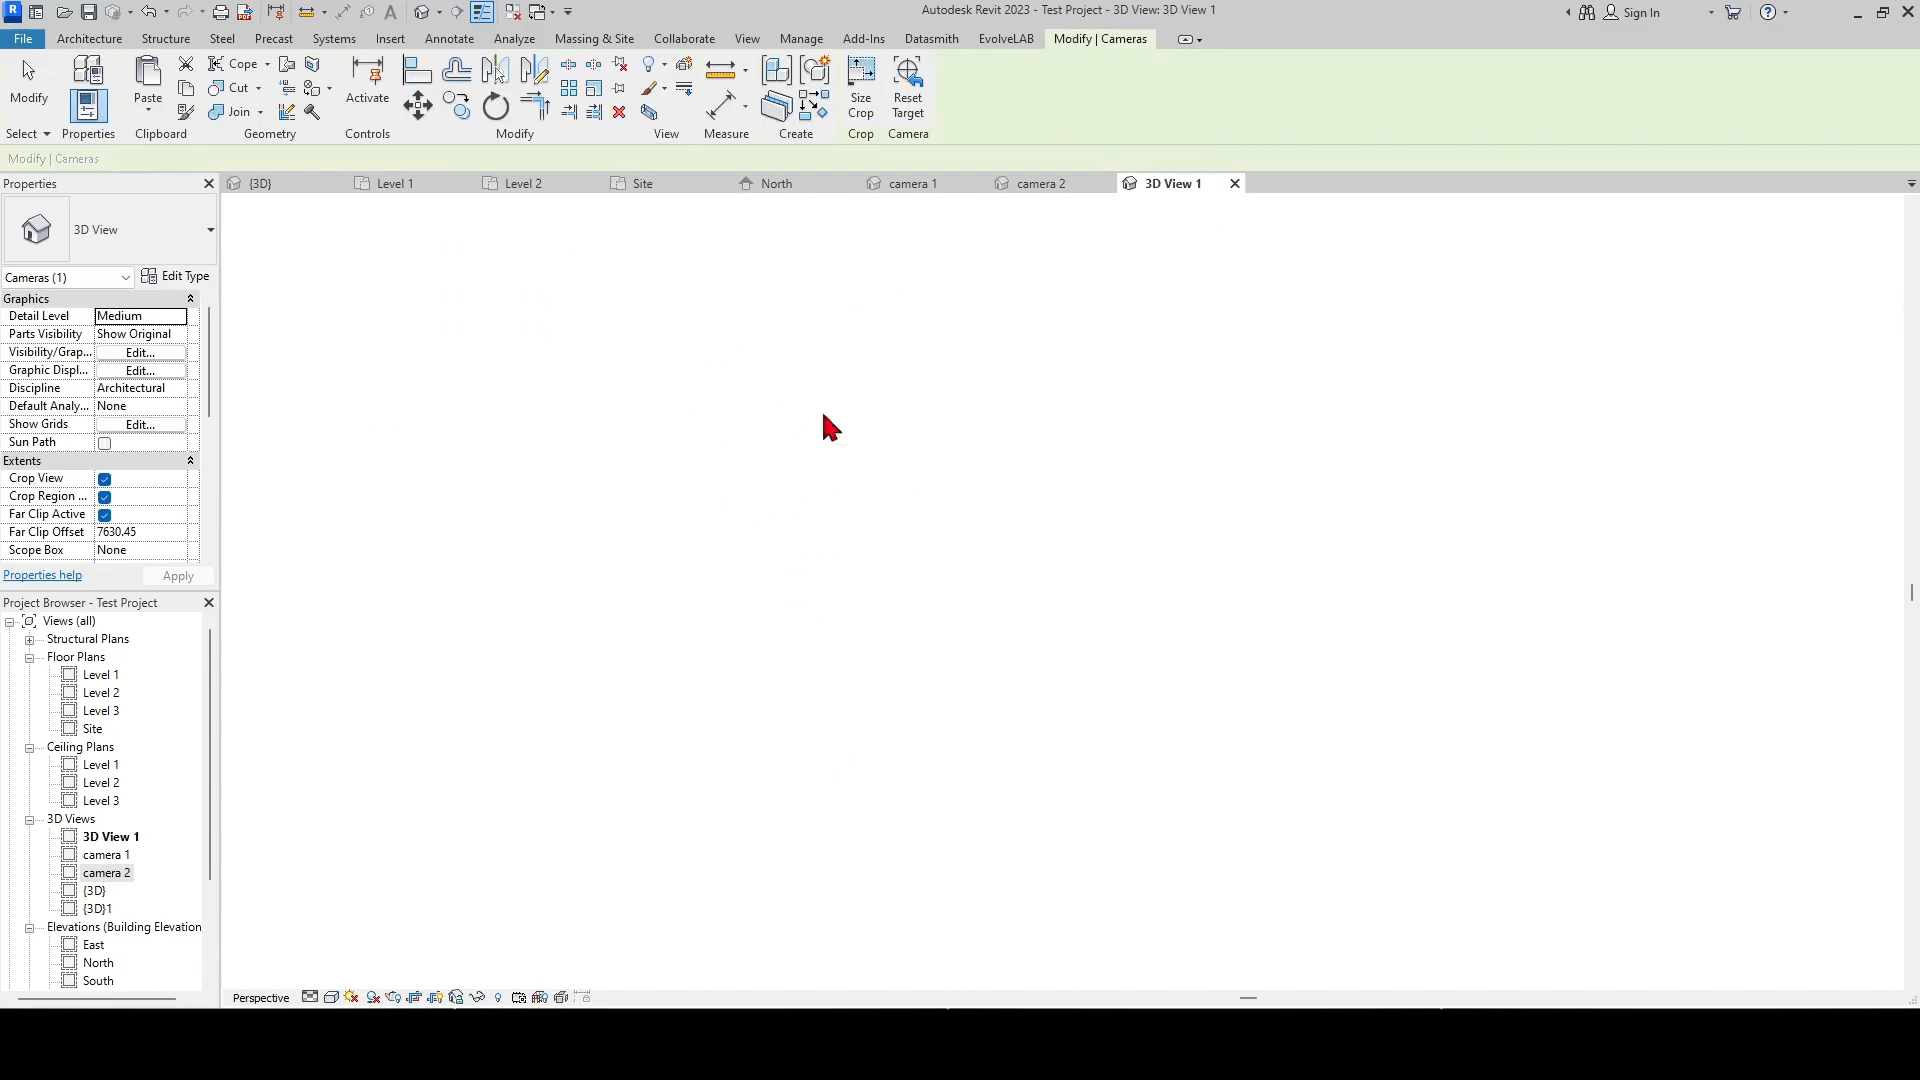 Autodesk Revit 2023 - Test Project - 3D View: 3D View 1
Sign In
File Architecture Structure Steel Precast Systems Insert Annotate Analyze Massing & Site Collaborate View Manage Add-Ins Datasmith EvolveLAB Modify | Cameras
Modify
Paste
Cope
Cut
Join
Activate
Size Crop
Reset Target
Select Properties Clipboard Geometry Controls Modify View Measure Create Crop Camera
Modify | Cameras
Properties
{3D} Level 1 Level 2 Site North camera 1 camera 2 3D View 1
3D View
Cameras (1) Edit Type
Graphics
Detail Level Medium
Parts Visibility Show Original
Visibility/Grap... Edit...
Graphic Displ... Edit...
Discipline Architectural
Default Analy... None
Show Grids Edit...
Sun Path
Extents
Crop View
Crop Region ...
Far Clip Active
Far Clip Offset 7630.45
Scope Box None
Properties help Apply
Project Browser - Test Project
Views (all)
Structural Plans
Floor Plans
Level 1
Level 2
Level 3
Site
Ceiling Plans
Level 1
Level 2
Level 3
3D Views
3D View 1
camera 1
camera 2
{3D}
{3D}1
Elevations (Building Elevation
East
North
South
Perspective